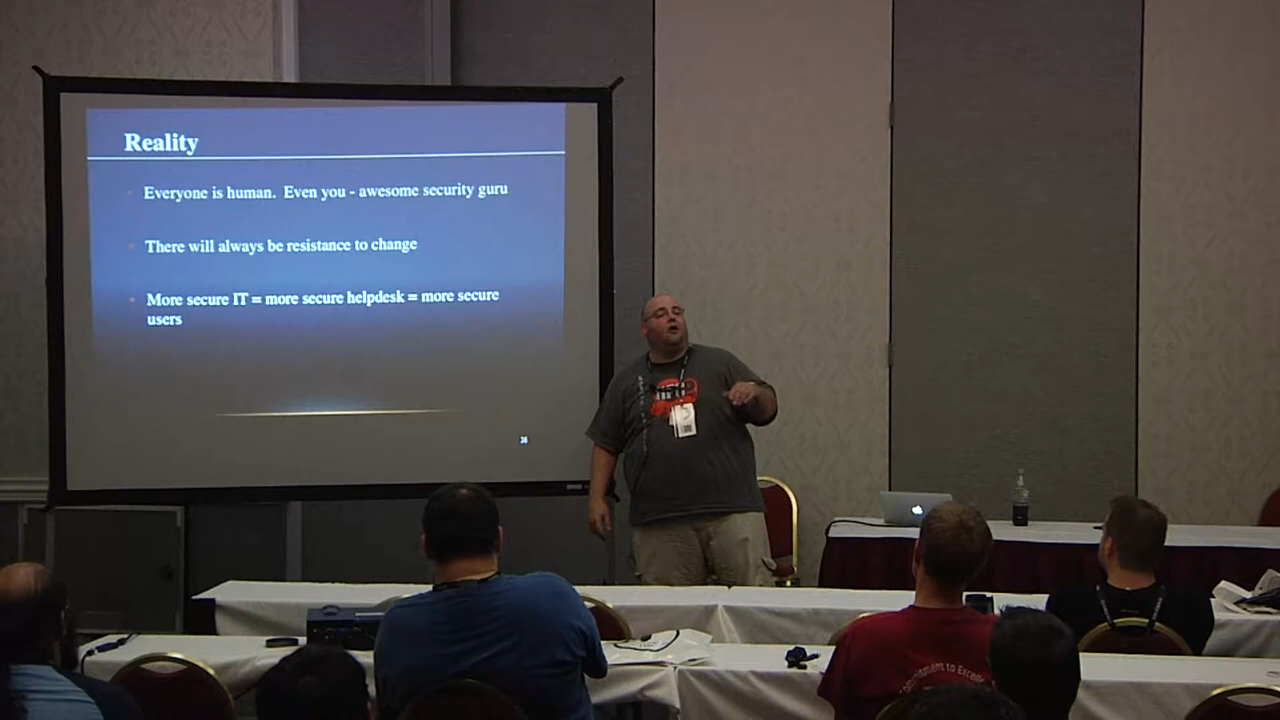 Reality
Everyone is human. Even you - awesome security guru
There will always be resistance to change
More secure IT = more secure helpdesk = more secure
users